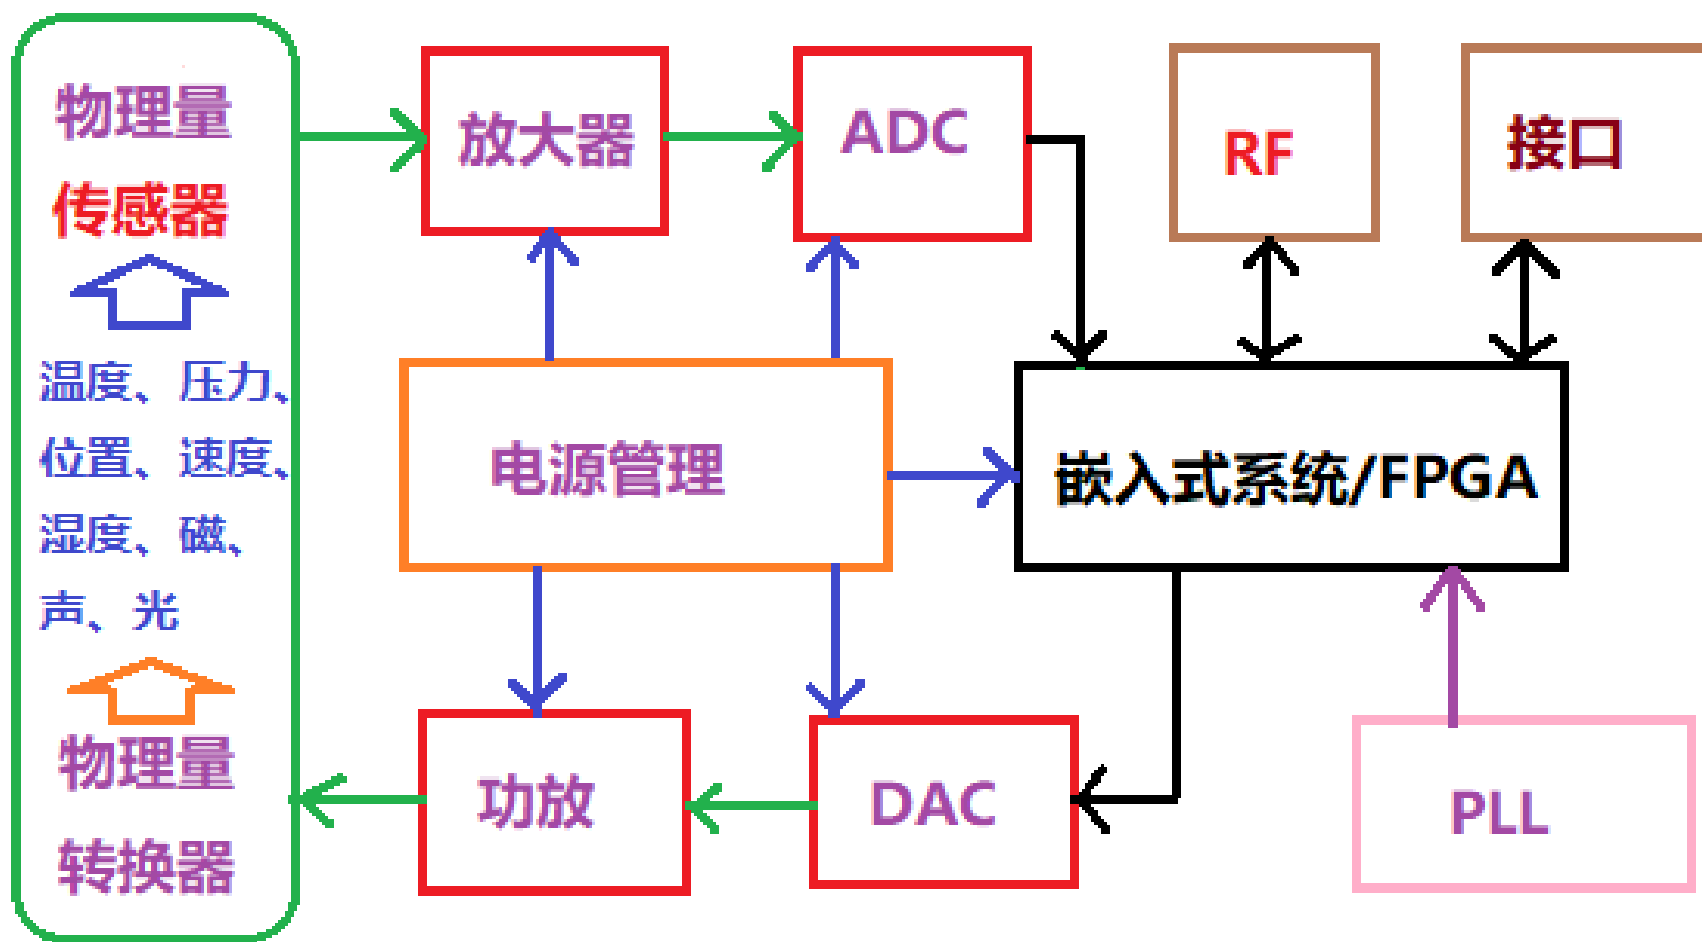 物理量
传感器
温度、压力、
位置、速度、
湿度、磁、
声、光
物理量
转换器
放大器
ADC
RF
接口
电源管理
嵌入式系统/FPGA
功放
DAC
PLL